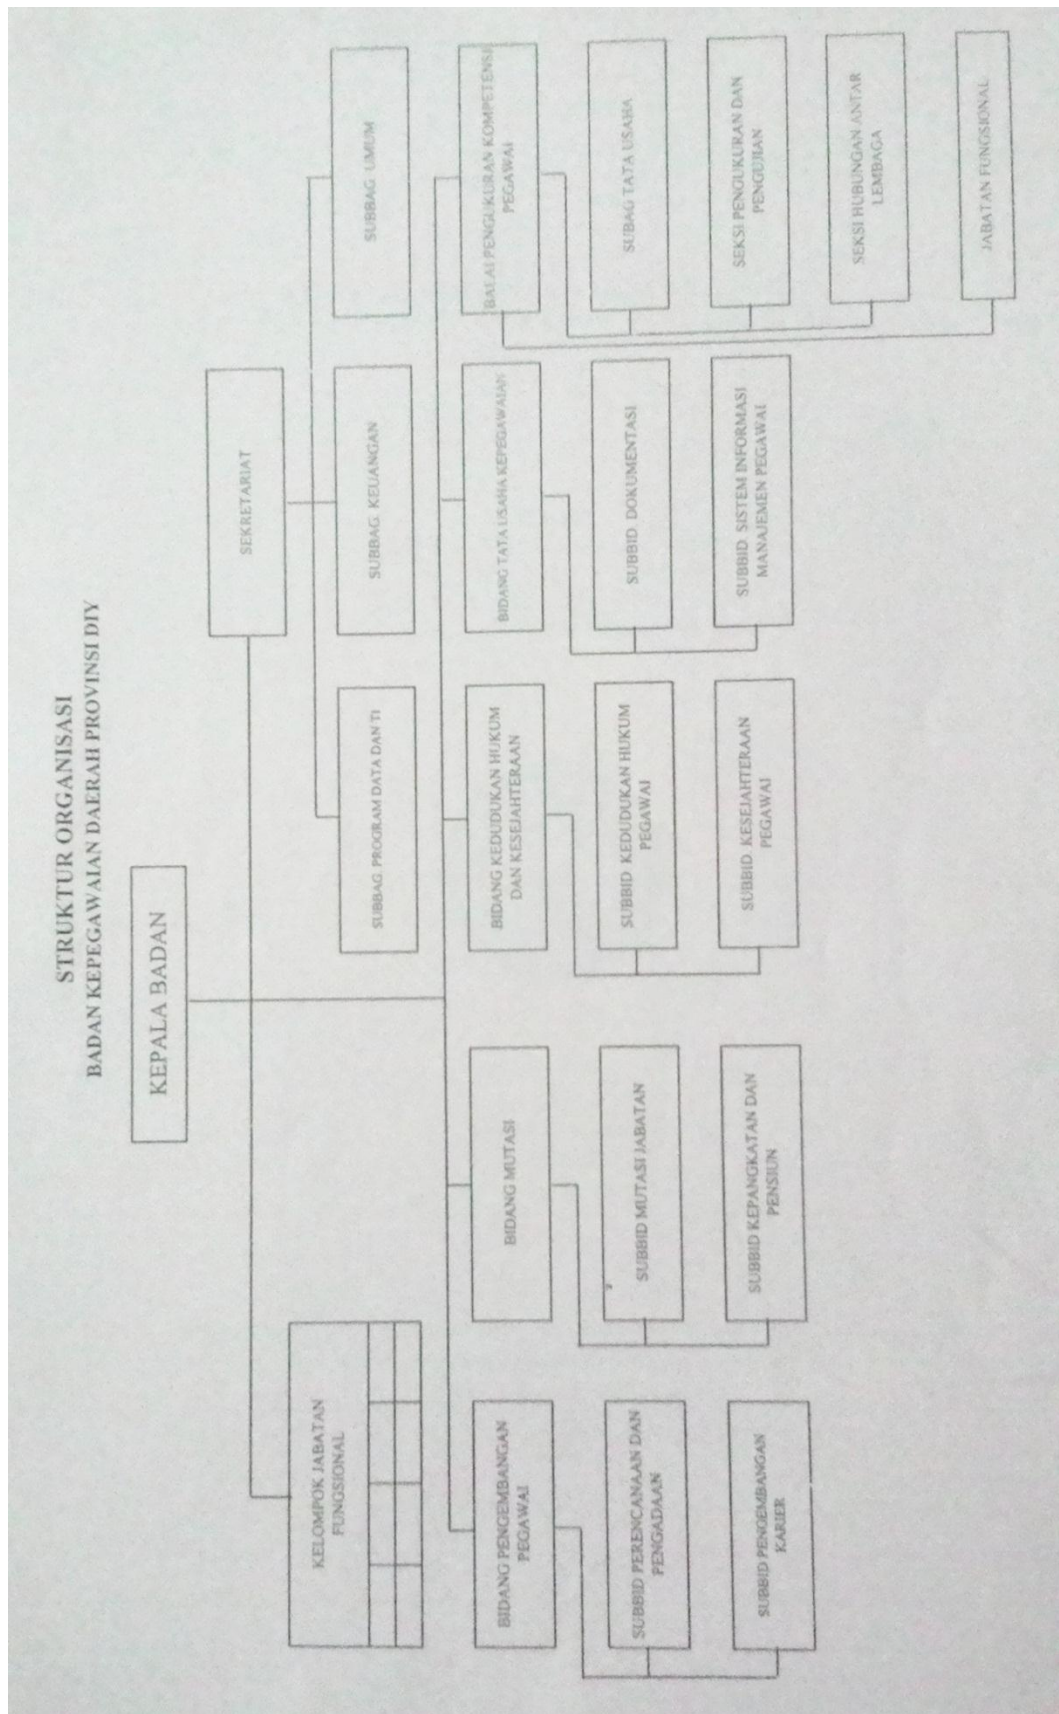 STRUKTUR ORGANISASI
BADAN KEPEGAWAIAN DAERAH PROVINSI DIY
KEPALA BADAN
SEKRETARIAT
KELOMPOK JABATAN
FUNGSIONAL
SUBBAG PROGRAM DATA DAN TI
SUBBAG KEUANGAN
SUBBAG UMUM
BIDANG PENGEMBANGAN
PEGAWAI
BIDANG MUTASI
BIDANG KEDUDUKAN HUKUM
DAN KESEJAHTERAAN
BIDANG TATA USAHA KEPEGAWAIAN
BALAI PENGUKURAN KOMPETENSI
PEGAWAI
SUBBID PERENCANAAN DAN
PENGADAAN
SUBBID MUTASI JABATAN
SUBBID KEDUDUKAN HUKUM
PEGAWAI
SUBBID DOKUMENTASI
SUBAG TATA USAHA
SUBBID PENGEMBANGAN
KARIER
SUBBID KEPANGKATAN DAN
PENSIUN
SUBBID KESEJAHTERAAN
PEGAWAI
SUBBID SISTEM INFORMASI
MANAJEMEN PEGAWAI
SEKSI PENGUKURAN DAN
PENGUJIAN
SEKSI HUBUNGAN ANTAR
LEMBAGA
JABATAN FUNGSIONAL